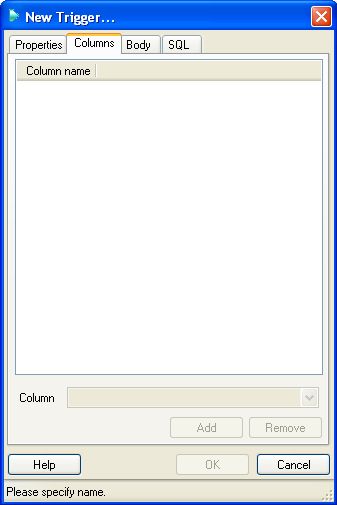 New Trigger...
Properties Columns Body SQL
Column name
Column
Add Remove
Help OK Cancel
Please specify name.